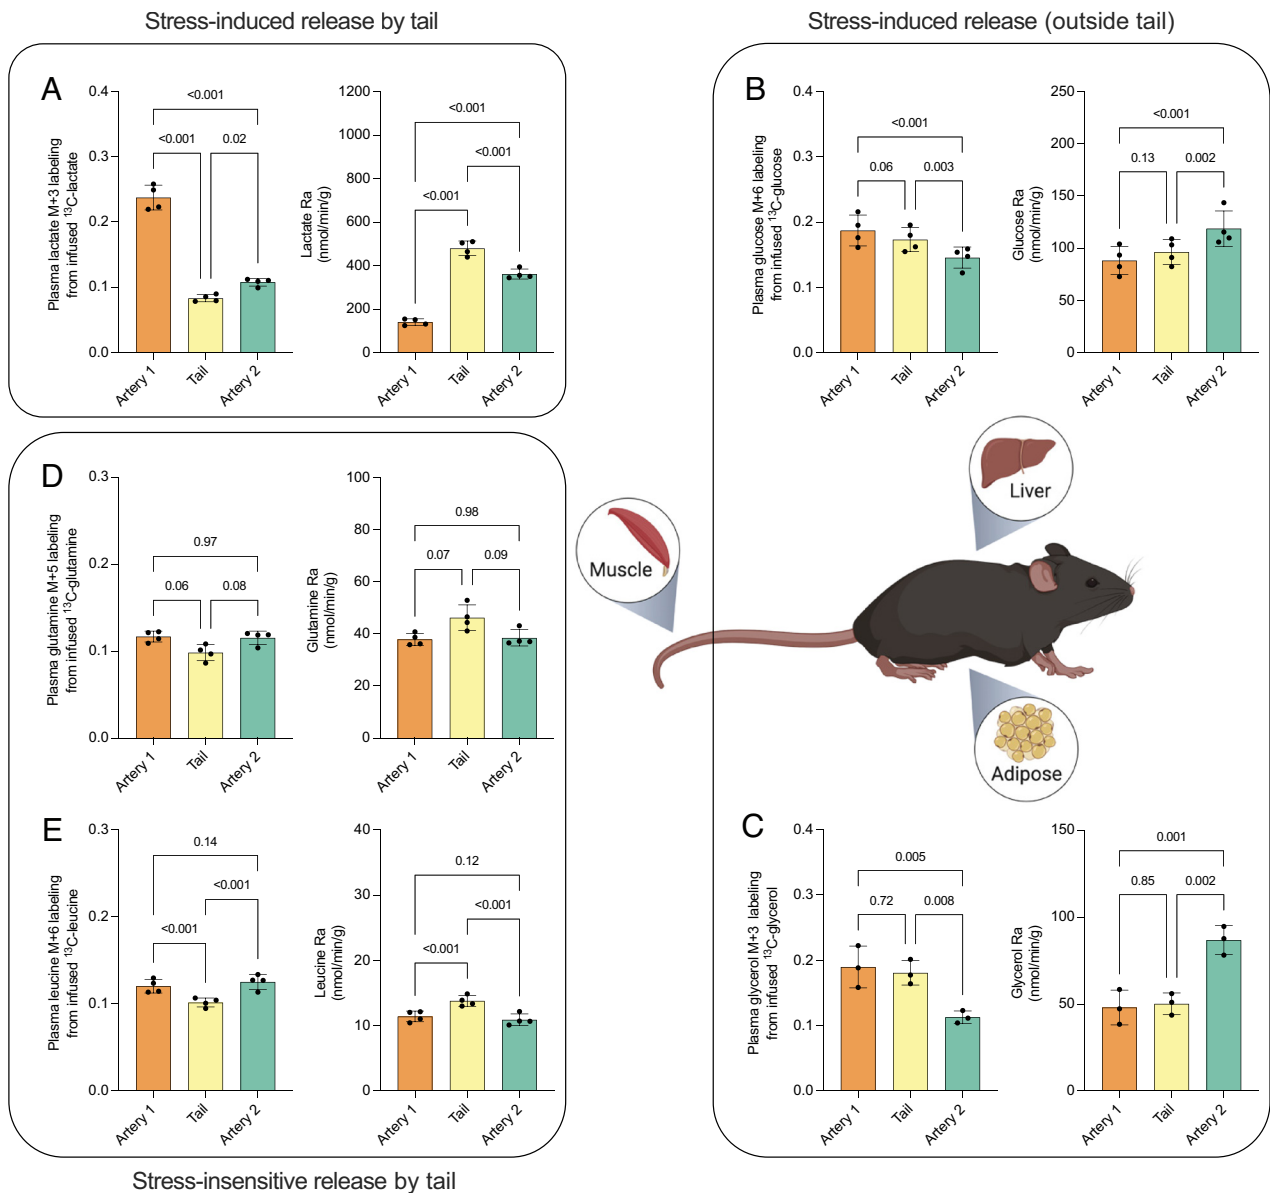 Stress-induced release by tail
Stress-induced release (outside tail)
A
Plasma lactate M+3 labeling
from infused ¹³C-lactate
0.4
0.3
0.2
0.1
0.0
<0.001
<0.001
0.02
Artery 1
Tail
Artery 2
Lactate Ra
(nmol/min/g)
1200
1000
800
600
400
200
0
<0.001
<0.001
<0.001
Artery 1
Tail
Artery 2
B
Plasma glucose M+6 labeling
from infused ¹³C-glucose
0.4
0.3
0.2
0.1
0.0
<0.001
0.06
0.003
Artery 1
Tail
Artery 2
Glucose Ra
(nmol/min/g)
250
200
150
100
50
0
<0.001
0.13
0.002
Artery 1
Tail
Artery 2
D
Plasma glutamine M+5 labeling
from infused ¹³C-glutamine
0.3
0.2
0.1
0.0
0.97
0.06
0.08
Artery 1
Tail
Artery 2
Glutamine Ra
(nmol/min/g)
100
80
60
40
20
0
0.98
0.07
0.09
Artery 1
Tail
Artery 2
Muscle
Liver
Adipose
E
Plasma leucine M+6 labeling
from infused ¹³C-leucine
0.3
0.2
0.1
0.0
0.14
<0.001
<0.001
Artery 1
Tail
Artery 2
Leucine Ra
(nmol/min/g)
40
30
20
10
0
0.12
<0.001
<0.001
Artery 1
Tail
Artery 2
C
Plasma glycerol M+3 labeling
from infused ¹³C-glycerol
0.4
0.3
0.2
0.1
0.0
0.005
0.72
0.008
Artery 1
Tail
Artery 2
Glycerol Ra
(nmol/min/g)
150
100
50
0
0.001
0.85
0.002
Artery 1
Tail
Artery 2
Stress-insensitive release by tail